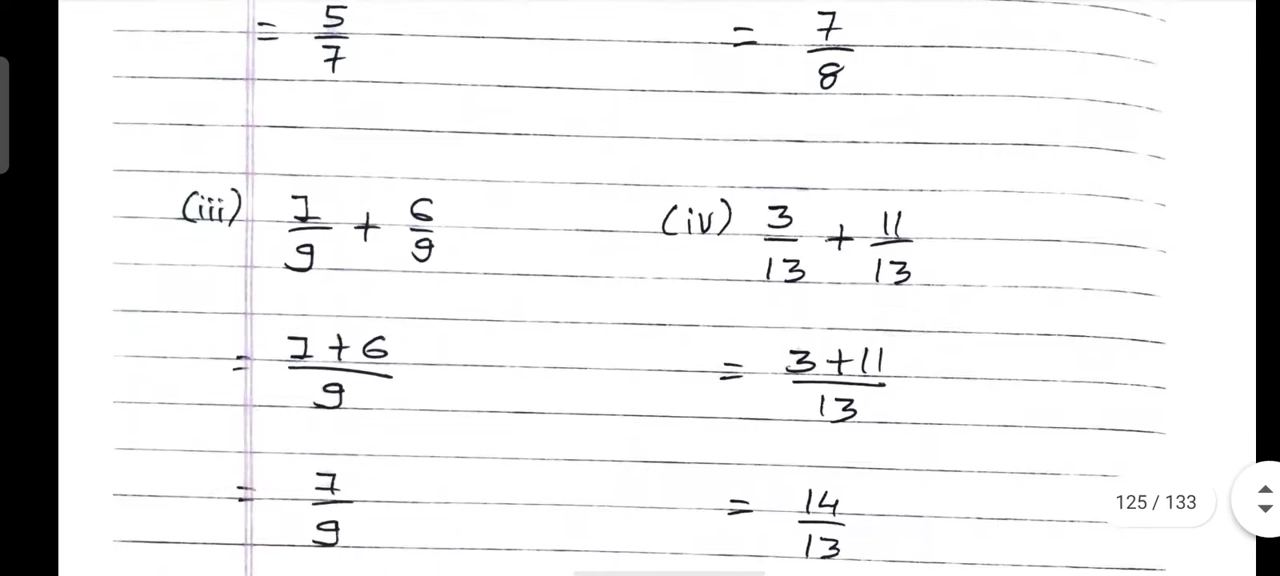 = 5/7    = 7/8
(iii) 1/9 + 6/9    (iv) 3/13 + 11/13
= 1+6/9    = 3+11/13
= 7/9    = 14/13
125 / 133